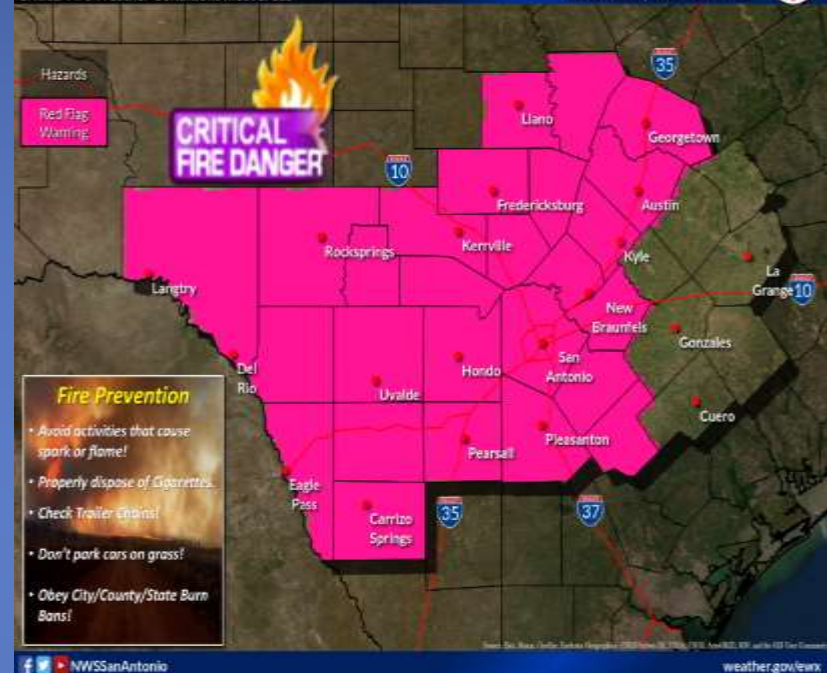 Hazards
Red Flag
Warning
CRITICAL
FIRE DANGER
10
35
Llano
Georgetown
Fredericksburg
Austin
Rocksprings
Kerrville
Kyle
Langtry
La
Grange
10
New
Braunfels
Del
Rio
Hondo
San
Antonio
Gonzales
Uvalde
Cuero
Pearsall
Pleasanton
Eagle
Pass
Carrizo
Springs
35
37
Fire Prevention
• Avoid activities that cause
spark or flame!
• Properly dispose of Cigarettes.
• Check Trailer Chains!
• Don't park cars on grass!
• Obey City/County/State Burn
Bans!
NWSSanAntonio
weather.gov/ewx